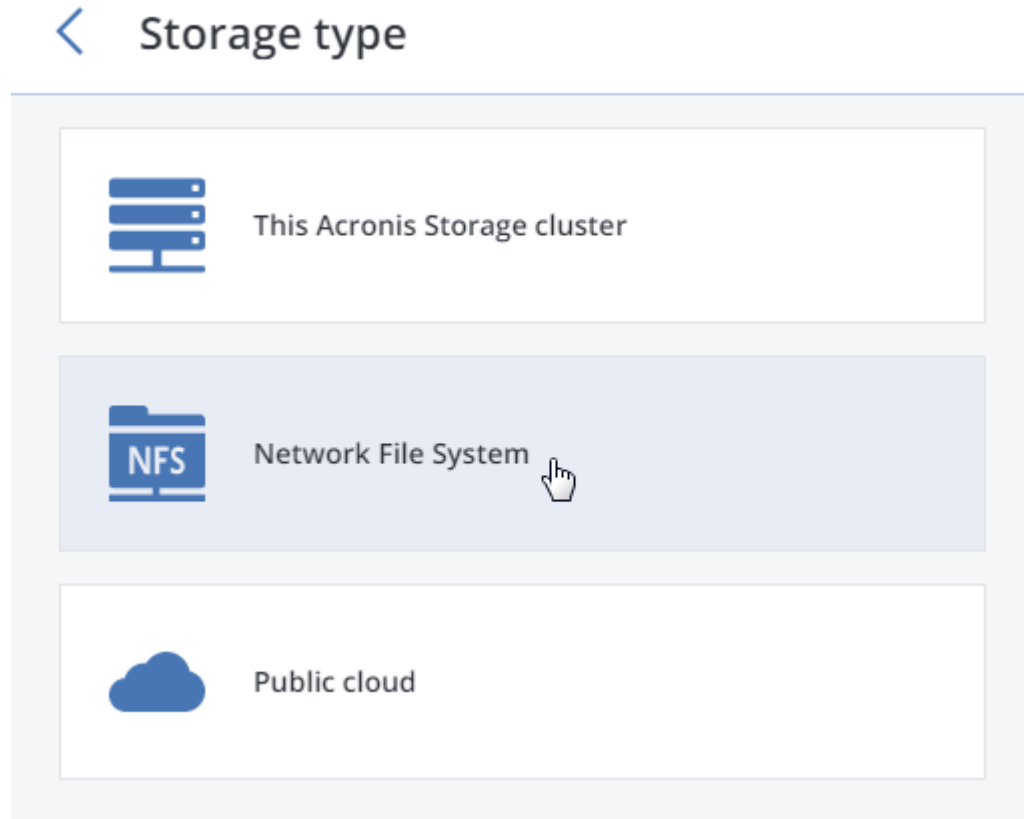 Storage type
This Acronis Storage cluster
NFS
Network File System
Public cloud